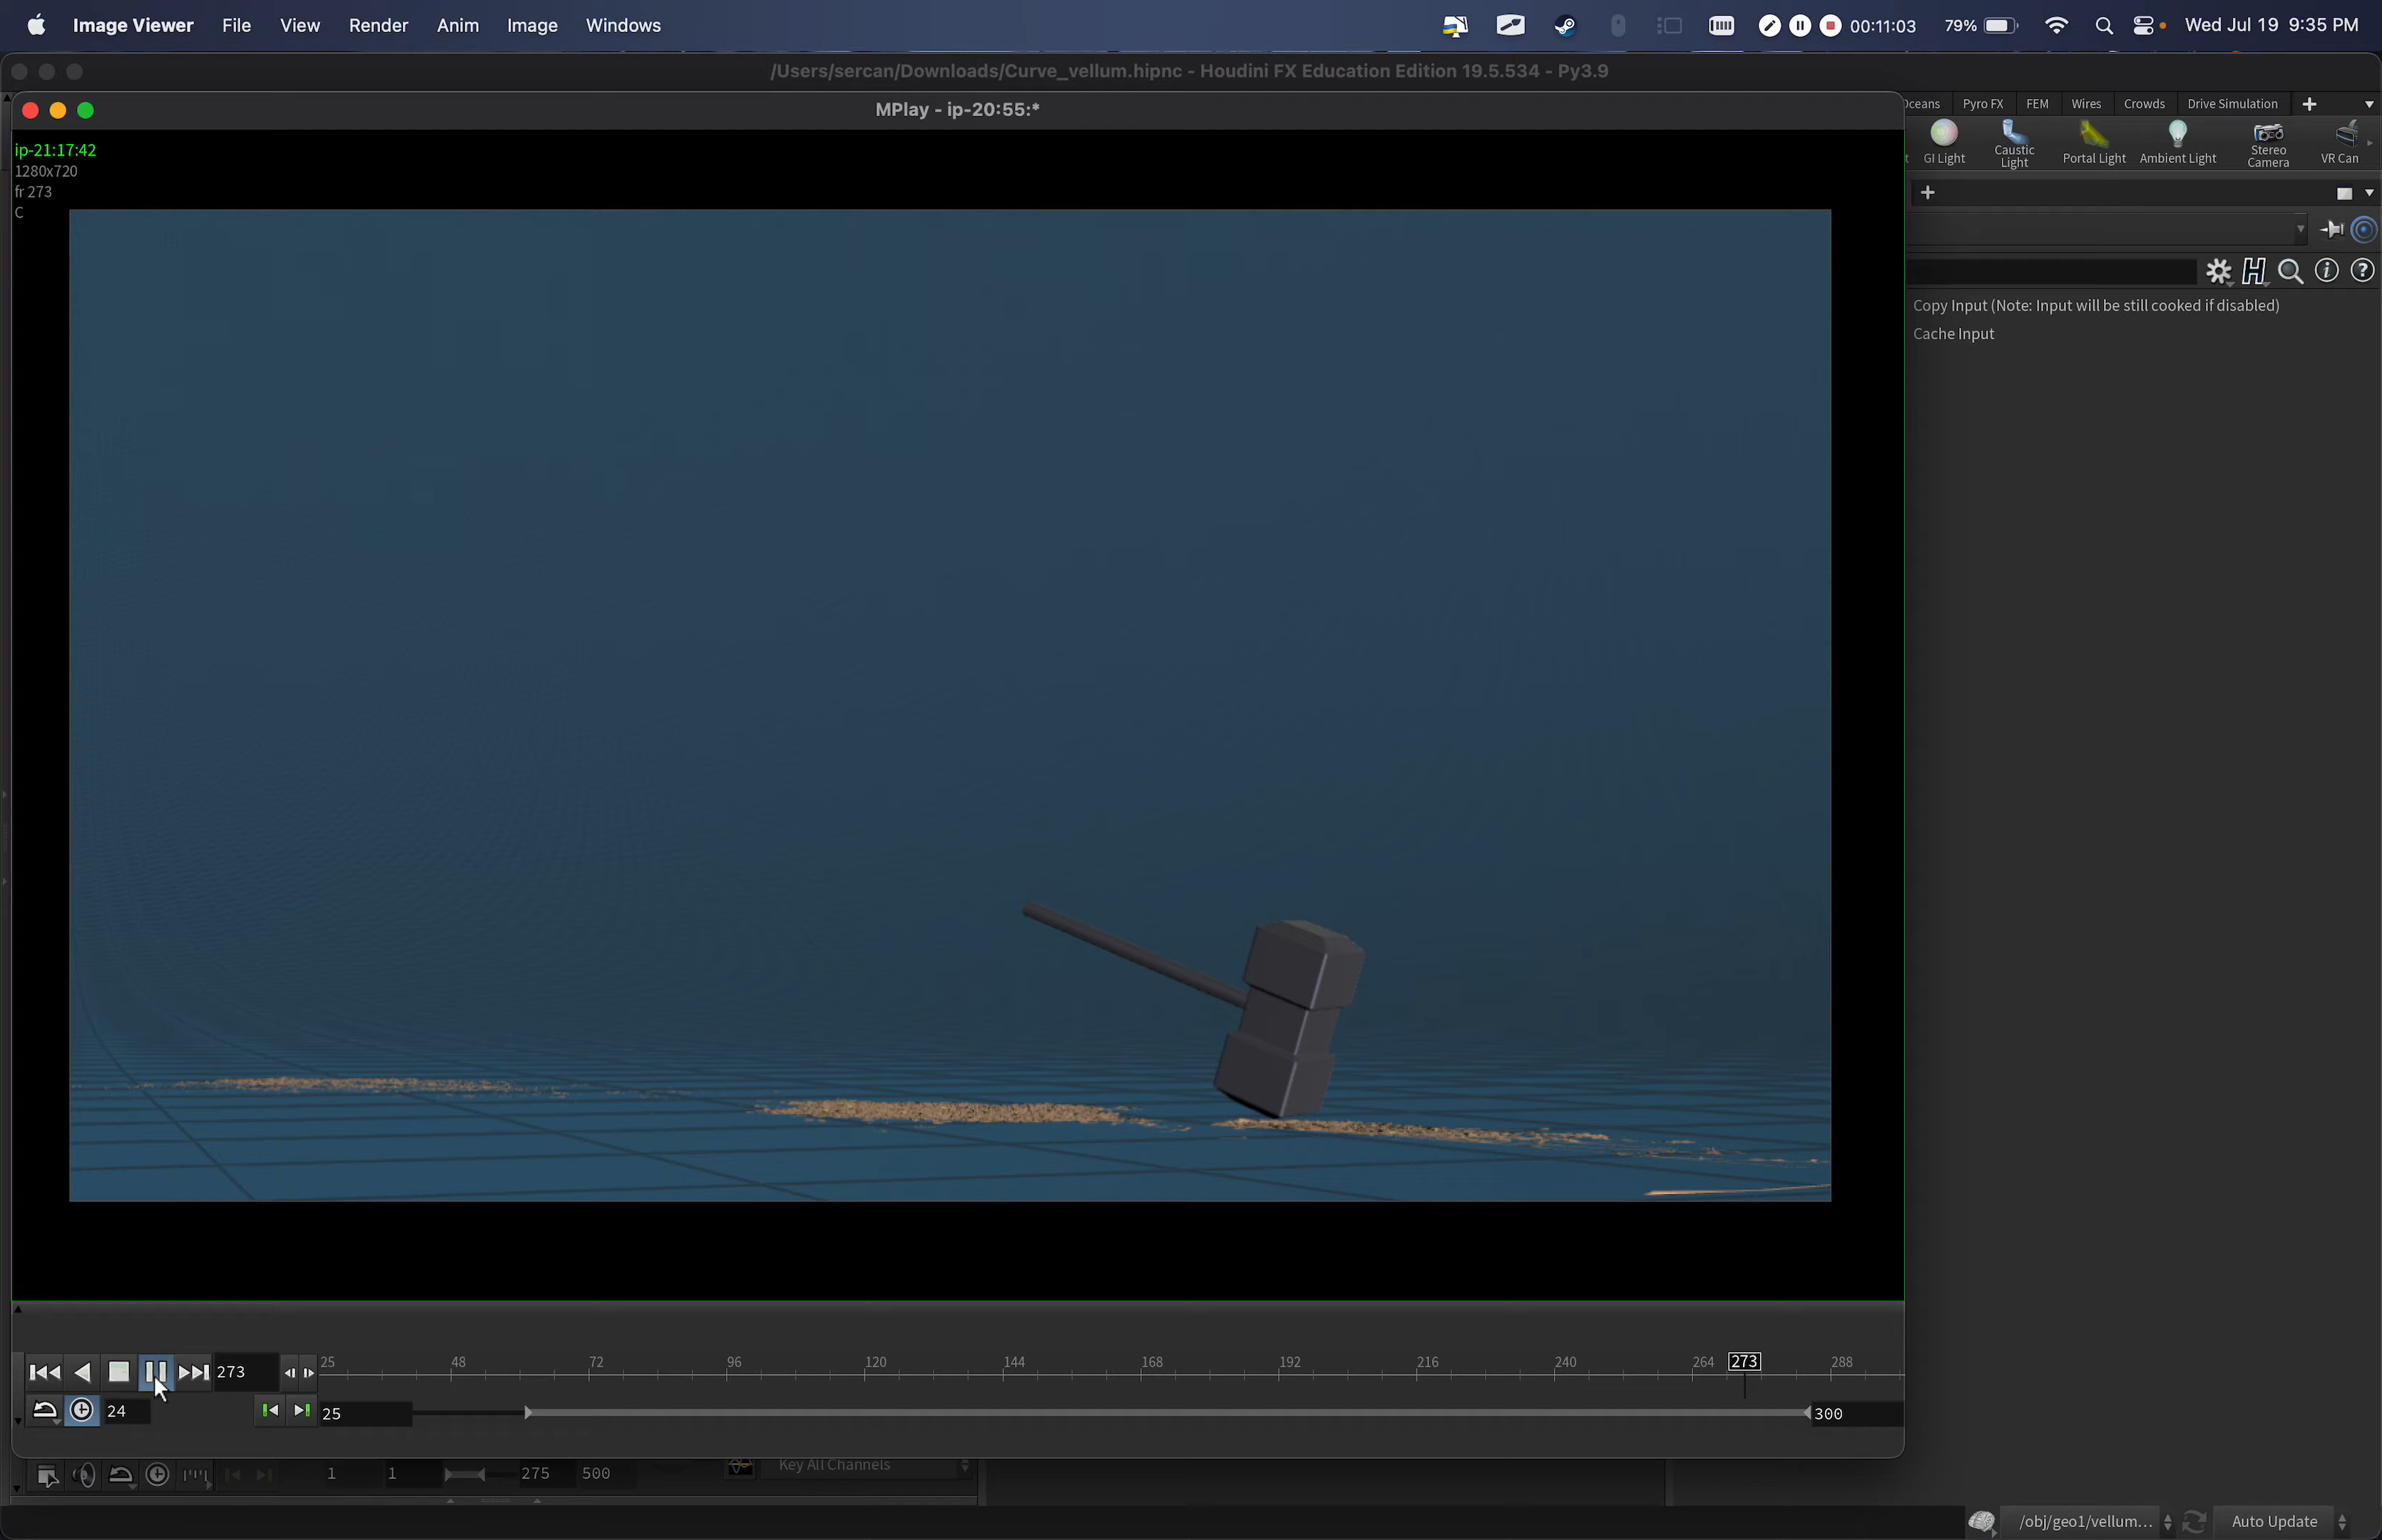 Image Viewer File View Render Anim Image Windows 00:11:03 79% Wed Jul 19 9:35 PM
/Users/sercan/Downloads/Curve_vellum.hipnc - Houdini FX Education Edition 19.5.534 - Py3.9
MPlay - ip-20:55:*
Pyro FX FEM Wires Crowds Drive Simulation
GI Light Caustic Light Portal Light Ambient Light Stereo Camera VR Can
ip-21:17:42
1280x720
fr 273
C
Copy Input (Note: Input will be still cooked if disabled)
Cache Input
273 25 48 72 96 120 144 168 192 216 240 264 273 288
24 25 300
1 1 275 500 Key All Channels
/obj/geo1/vellum... Auto Update